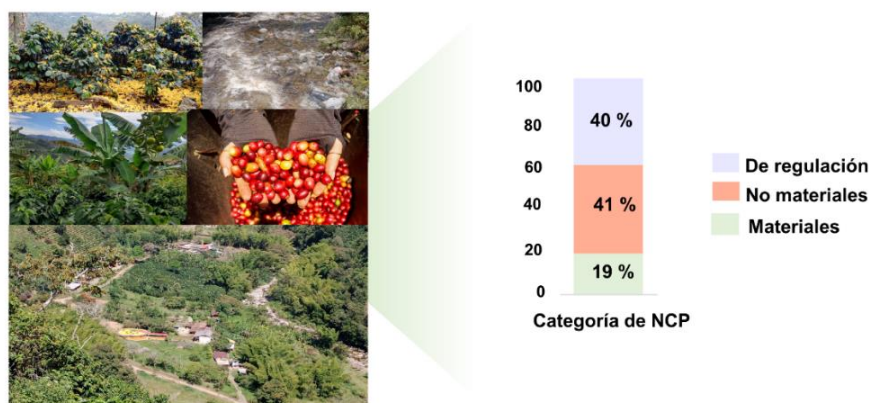 100
80
60
40
20
0
40 %
41 %
19 %
Categoría de NCP
De regulación
No materiales
Materiales